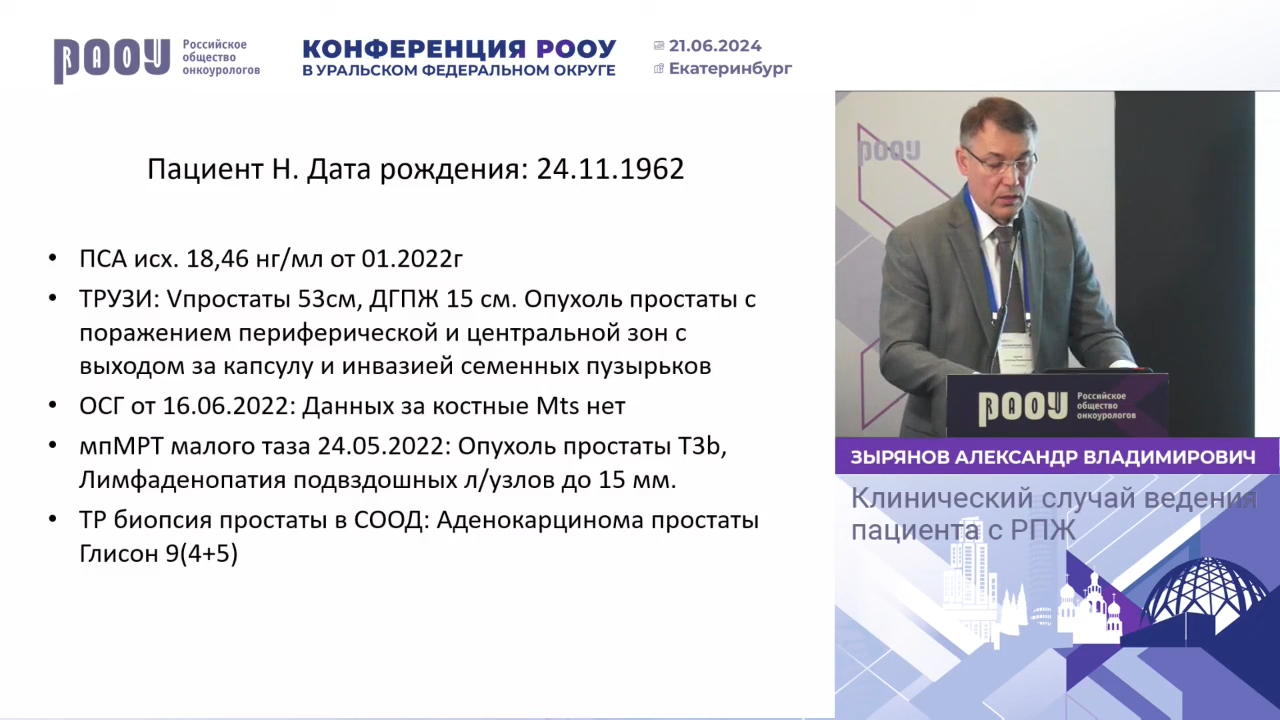 РООУ
Российское
общество
онкоурологов
КОНФЕРЕНЦИЯ РООУ
В УРАЛЬСКОМ ФЕДЕРАЛЬНОМ ОКРУГЕ
21.06.2024
Екатеринбург
Пациент Н. Дата рождения: 24.11.1962
• ПСА исх. 18,46 нг/мл от 01.2022г
• ТРУЗИ: Vпростаты 53см, ДГПЖ 15 см. Опухоль простаты с
поражением периферической и центральной зон с
выходом за капсулу и инвазией семенных пузырьков
• ОСГ от 16.06.2022: Данных за костные Mts нет
• мпМРТ малого таза 24.05.2022: Опухоль простаты Т3b,
Лимфаденопатия подвздошных л/узлов до 15 мм.
• ТР биопсия простаты в СООД: Аденокарцинома простаты
Глисон 9(4+5)
РООУ
РООУ
Российское
общество
онкоурологов
ЗЫРЯНОВ АЛЕКСАНДР ВЛАДИМИРОВИЧ
Клинический случай ведения
пациента с РПЖ